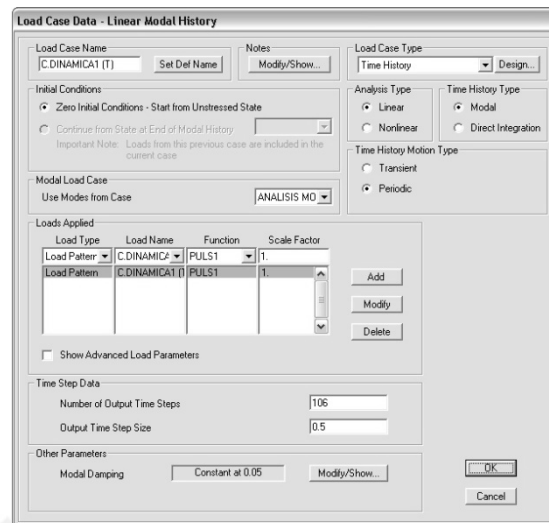 Load Case Data - Linear Modal History
Load Case Name
C.DINAMICA1 (T)
Set Def Name
Notes
Modify/Show...
Load Case Type
Time History
Design...
Initial Conditions
Zero Initial Conditions - Start from Unstressed State
Continue from State at End of Modal History
Important Note: Loads from this previous case are included in the
current case
Analysis Type
Linear
Nonlinear
Time History Type
Modal
Direct Integration
Time History Motion Type
Transient
Periodic
Modal Load Case
Use Modes from Case
ANALISIS MO
Loads Applied
Load Type Load Name Function Scale Factor
Load Pattern C.DINAMICA PULS1 1.
Load Pattern C.DINAMICA1 (T PULS1 1.
Add
Modify
Delete
Show Advanced Load Parameters
Time Step Data
Number of Output Time Steps 106
Output Time Step Size 0.5
Other Parameters
Modal Damping Constant at 0.05 Modify/Show...
OK
Cancel